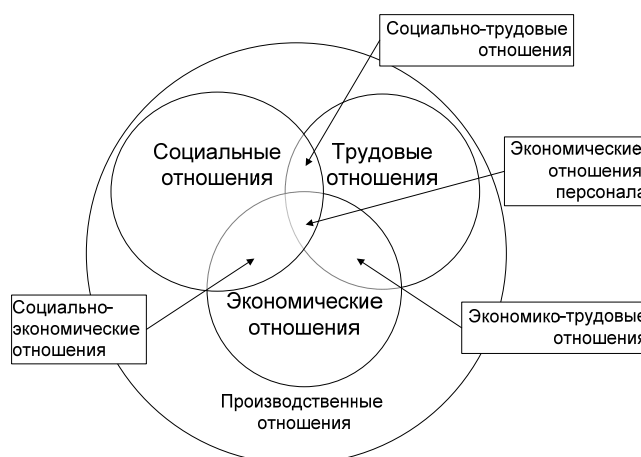 Социально-трудовые
отношения
Социальные
отношения
Трудовые
отношения
Экономические
отношения
персонала
Социально-
экономические
отношения
Экономические
отношения
Экономико-трудовые
отношения
Производственные
отношения